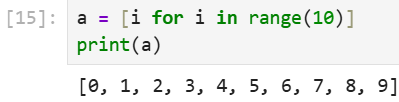 [15]: a = [i for i in range(10)]
print(a)
[0, 1, 2, 3, 4, 5, 6, 7, 8, 9]